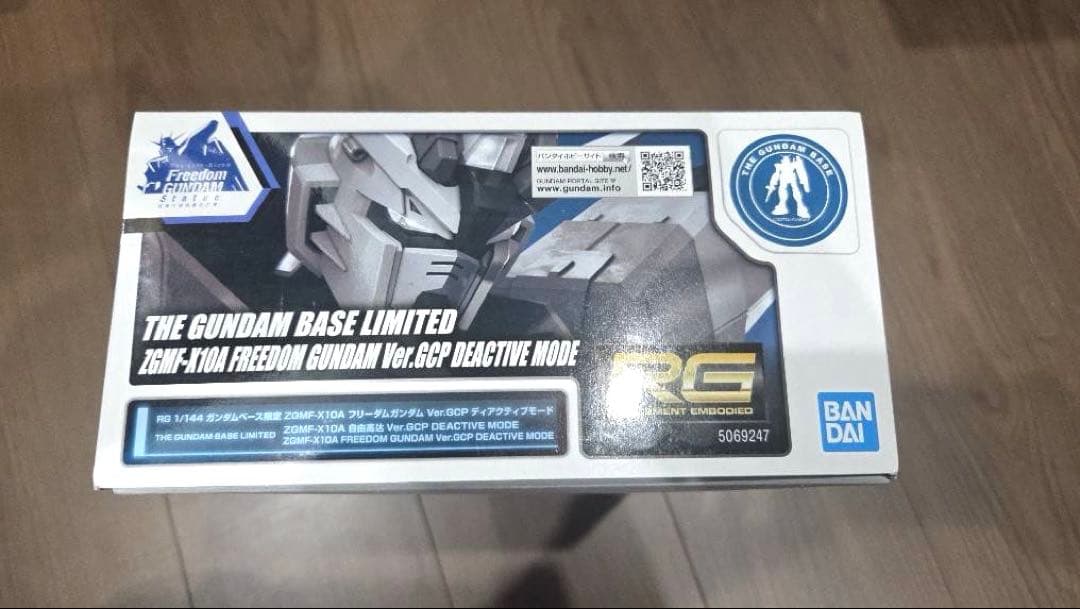 Freedom
GUNDAM
Statue
バンダイホビーサイト 検索
www.bandai-hobby.net/
GUNDAM PORTAL SITE
www.gundam.info
THE GUNDAM BASE
THE GUNDAM BASE LIMITED
ZGMF-X10A FREEDOM GUNDAM Ver.GCP DEACTIVE MODE
RG 1/144 ガンダムベース限定 ZGMF-X10A フリーダムガンダム Ver.GCP ディアクティブモード
THE GUNDAM BASE LIMITED
ZGMF-X10A 自由高达 Ver.GCP DEACTIVE MODE
ZGMF-X10A FREEDOM GUNDAM Ver.GCP DEACTIVE MODE
RG
EMBODIED
5069247
BAN
DAI